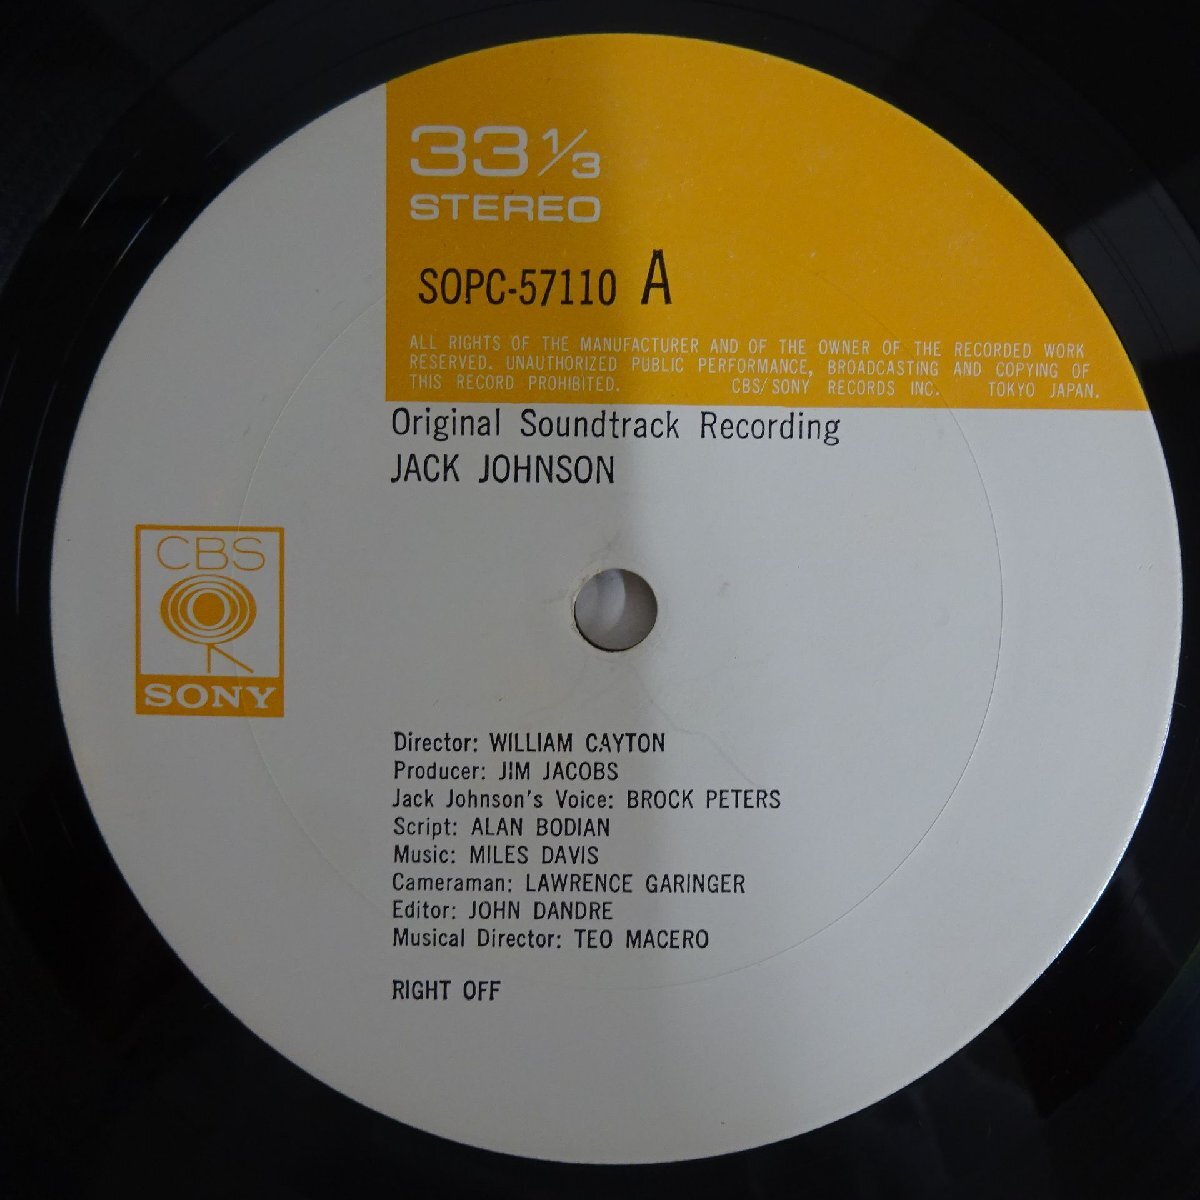 33 1/3
STEREO
SOPC-57110 A
ALL RIGHTS OF THE MANUFACTURER AND OF THE OWNER OF THE RECORDED WORK
RESERVED. UNAUTHORIZED PUBLIC PERFORMANCE, BROADCASTING AND COPYING OF
THIS RECORD PROHIBITED. CBS/SONY RECORDS INC. TOKYO JAPAN.
Original Soundtrack Recording
JACK JOHNSON
CBS
SONY
Director: WILLIAM CAYTON
Producer: JIM JACOBS
Jack Johnson's Voice: BROCK PETERS
Script: ALAN BODIAN
Music: MILES DAVIS
Cameraman: LAWRENCE GARINGER
Editor: JOHN DANDRE
Musical Director: TEO MACERO
RIGHT OFF